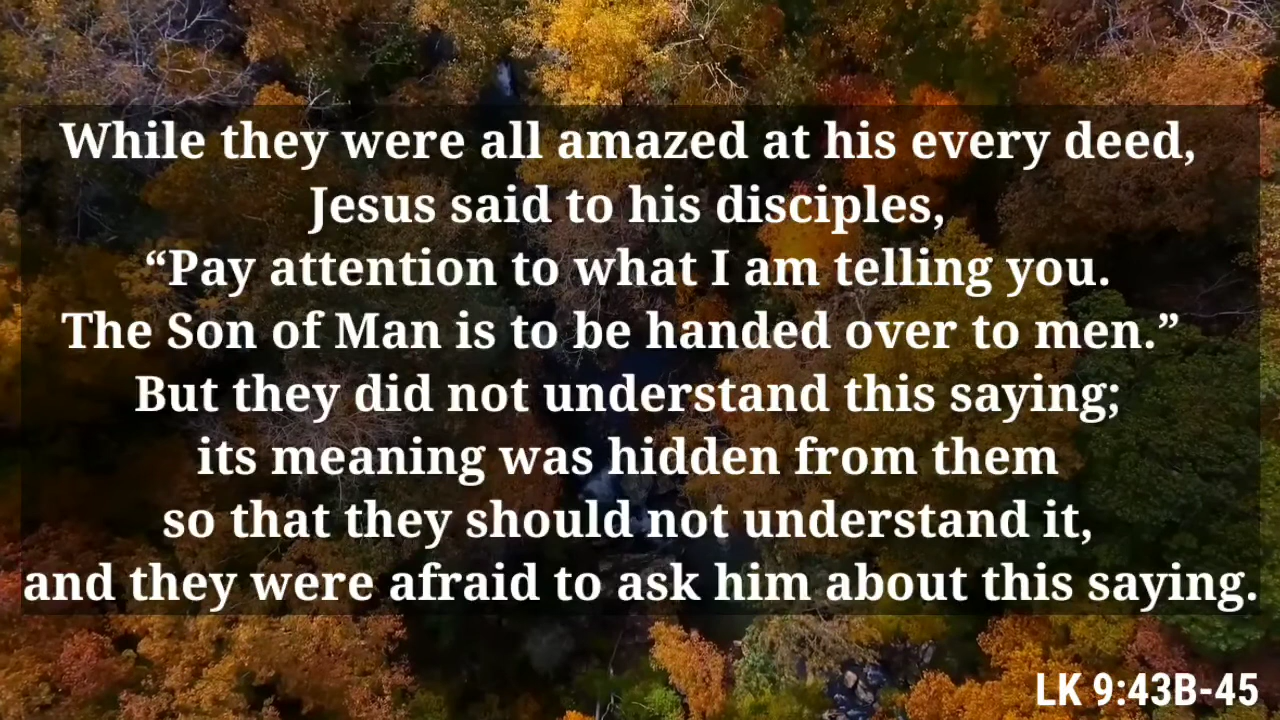 While they were all amazed at his every deed,
Jesus said to his disciples,
“Pay attention to what I am telling you.
The Son of Man is to be handed over to men.”
But they did not understand this saying;
its meaning was hidden from them
so that they should not understand it,
and they were afraid to ask him about this saying.
LK 9:43B-45